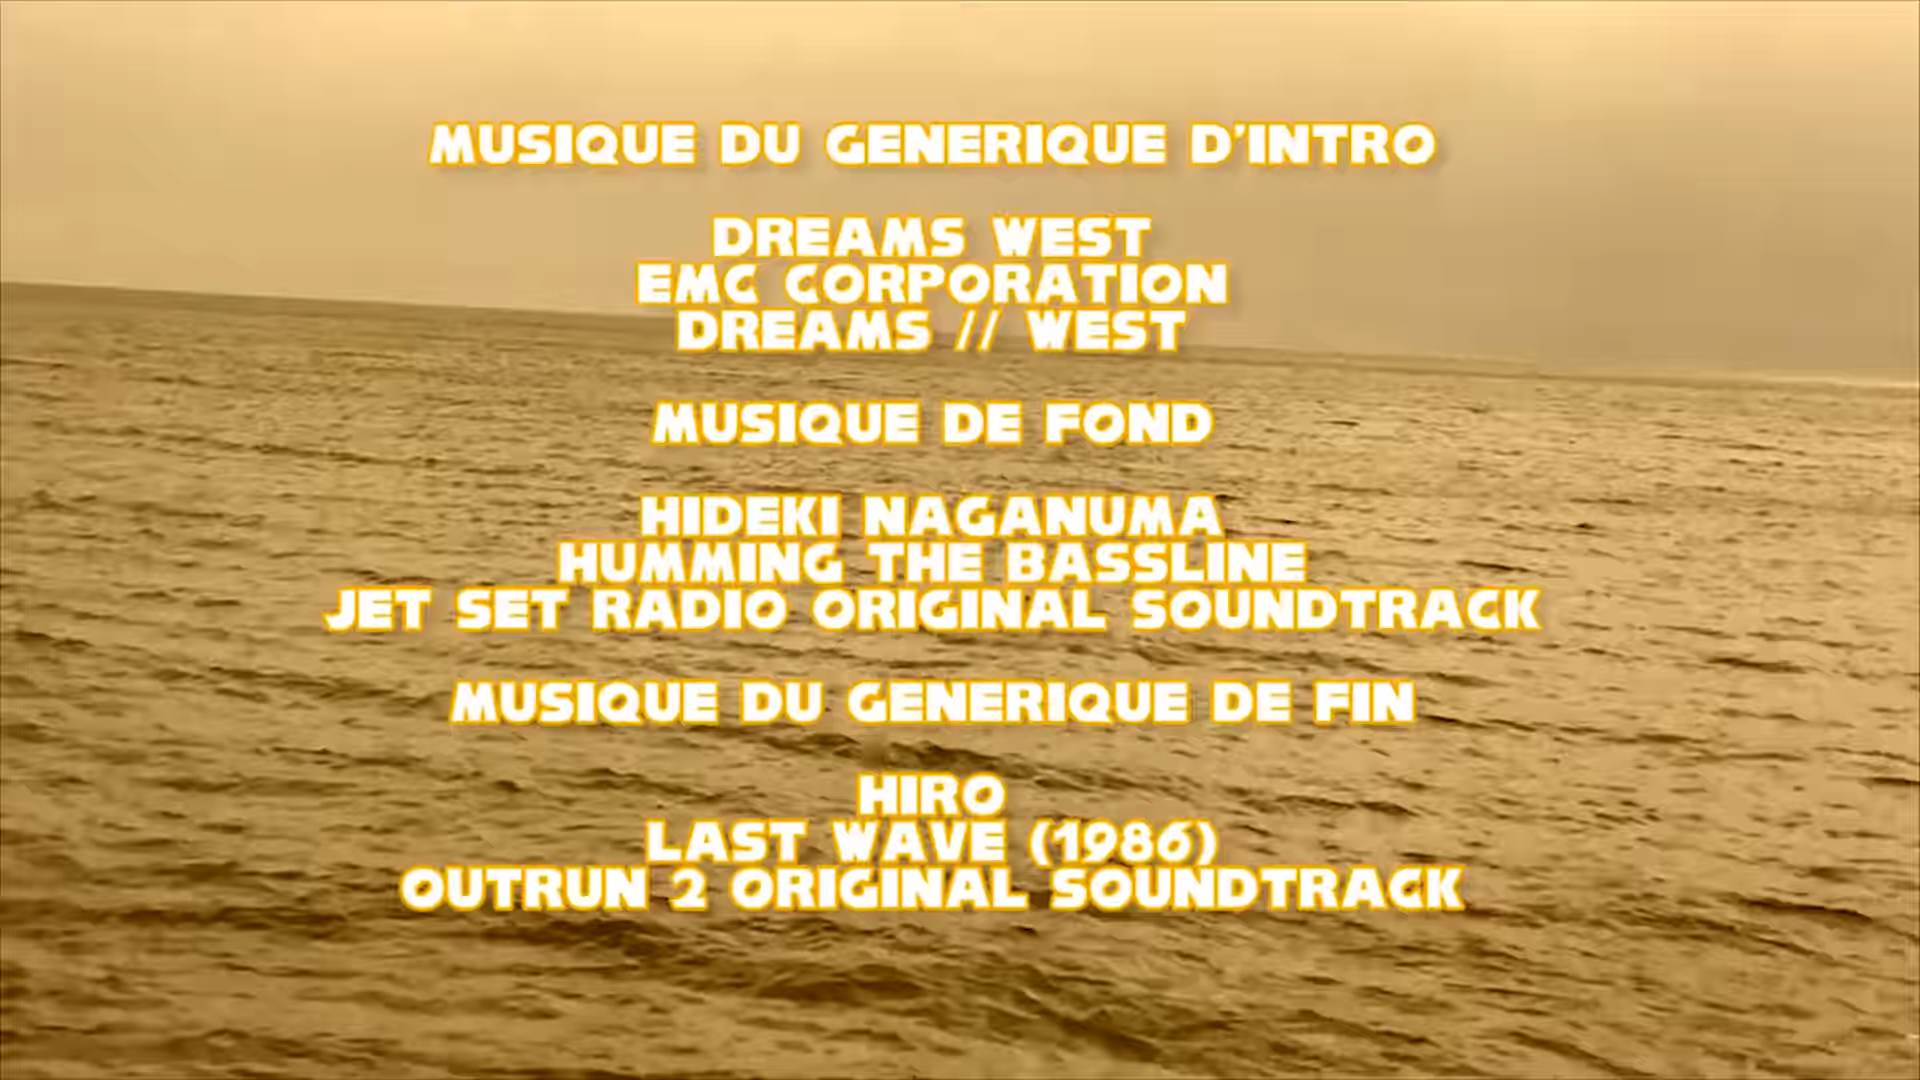 MUSIQUE DU GENERIQUE D'INTRO
DREAMS WEST
EMC CORPORATION
DREAMS // WEST
MUSIQUE DE FOND
HIDEKI NAGANUMA
HUMMING THE BASSLINE
JET SET RADIO ORIGINAL SOUNDTRACK
MUSIQUE DU GENERIQUE DE FIN
HIRO
LAST WAVE (1986)
OUTRUN 2 ORIGINAL SOUNDTRACK